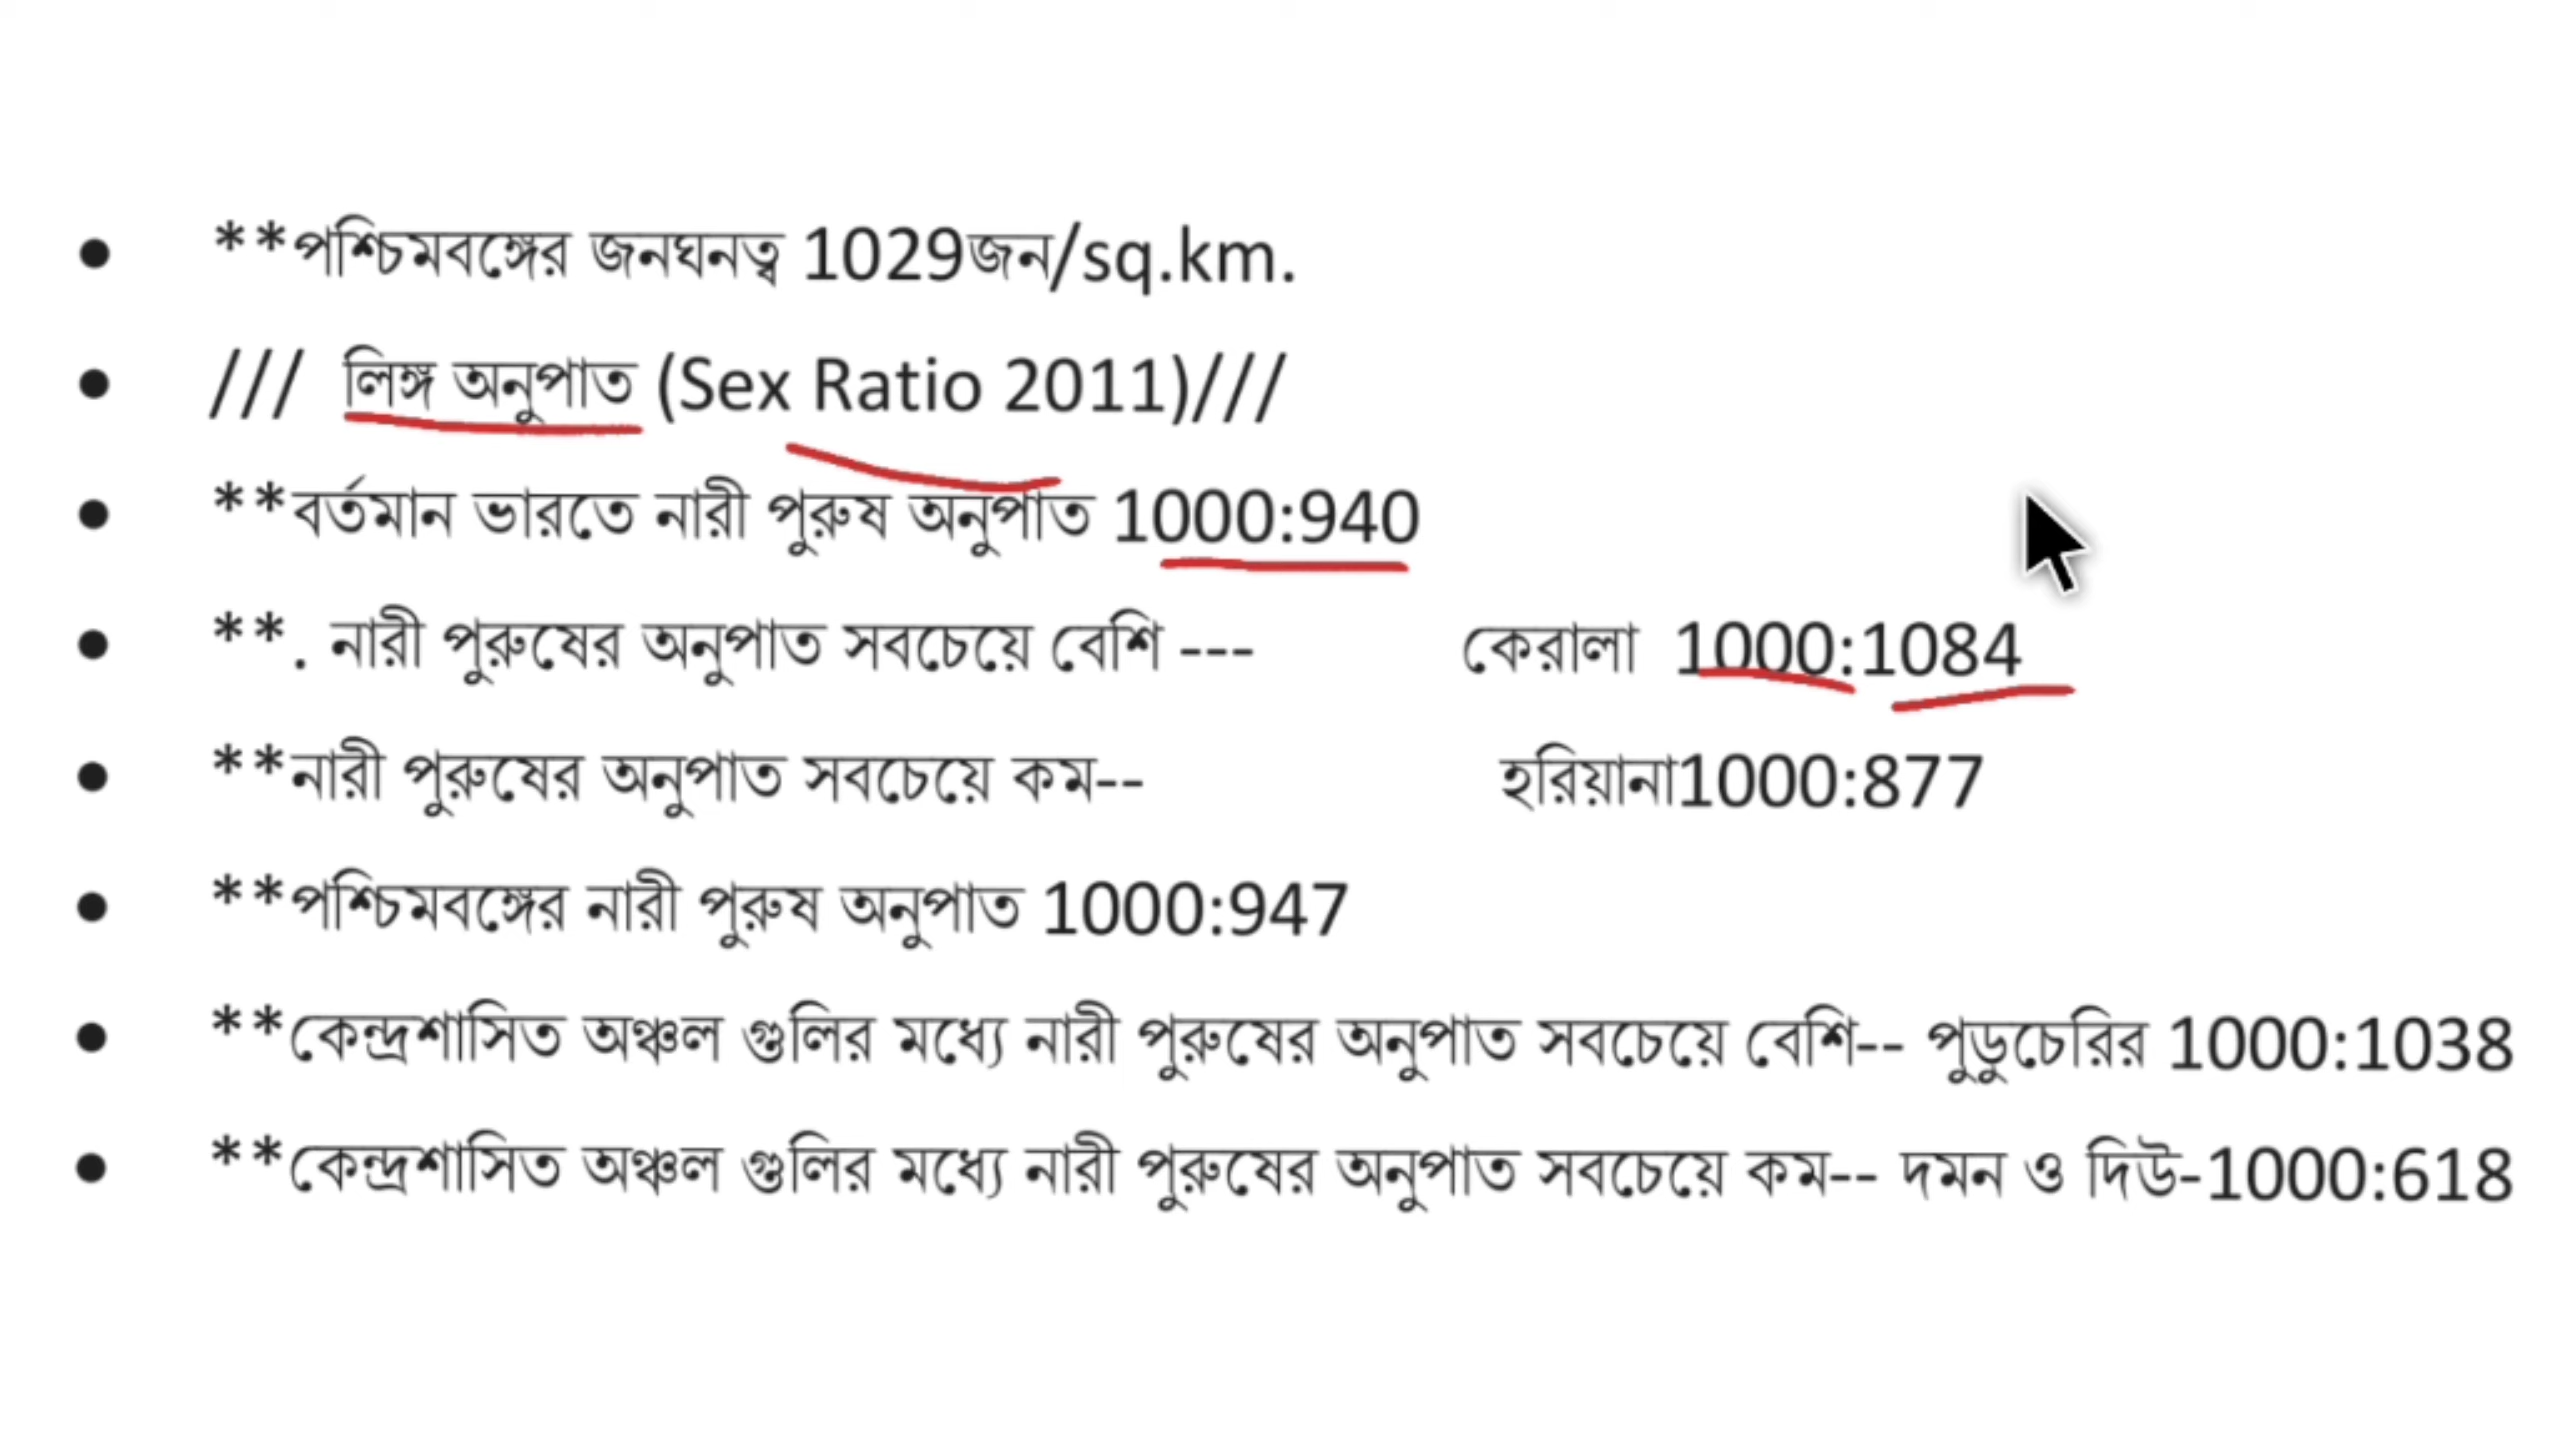 • **পশ্চিমবঙ্গের জনঘনত্ব 1029জন/sq.km.
• /// লিঙ্গ অনুপাত (Sex Ratio 2011)///
• **বর্তমান ভারতে নারী পুরুষ অনুপাত 1000:940
• **. নারী পুরুষের অনুপাত সবচেয়ে বেশি --- কেরালা 1000:1084
• **নারী পুরুষের অনুপাত সবচেয়ে কম-- হরিয়ানা1000:877
• **পশ্চিমবঙ্গের নারী পুরুষ অনুপাত 1000:947
• **কেন্দ্রশাসিত অঞ্চল গুলির মধ্যে নারী পুরুষের অনুপাত সবচেয়ে বেশি-- পুডুচেরির 1000:1038
• **কেন্দ্রশাসিত অঞ্চল গুলির মধ্যে নারী পুরুষের অনুপাত সবচেয়ে কম-- দমন ও দিউ-1000:618